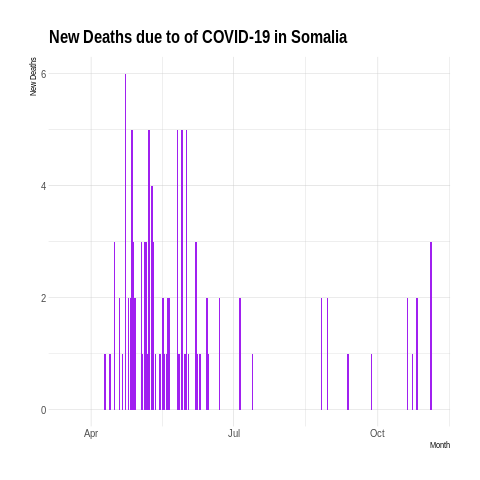 New Deaths due to of COVID-19 in Somalia
New Deaths
6
4
2
0
Apr
Jul
Oct
Month